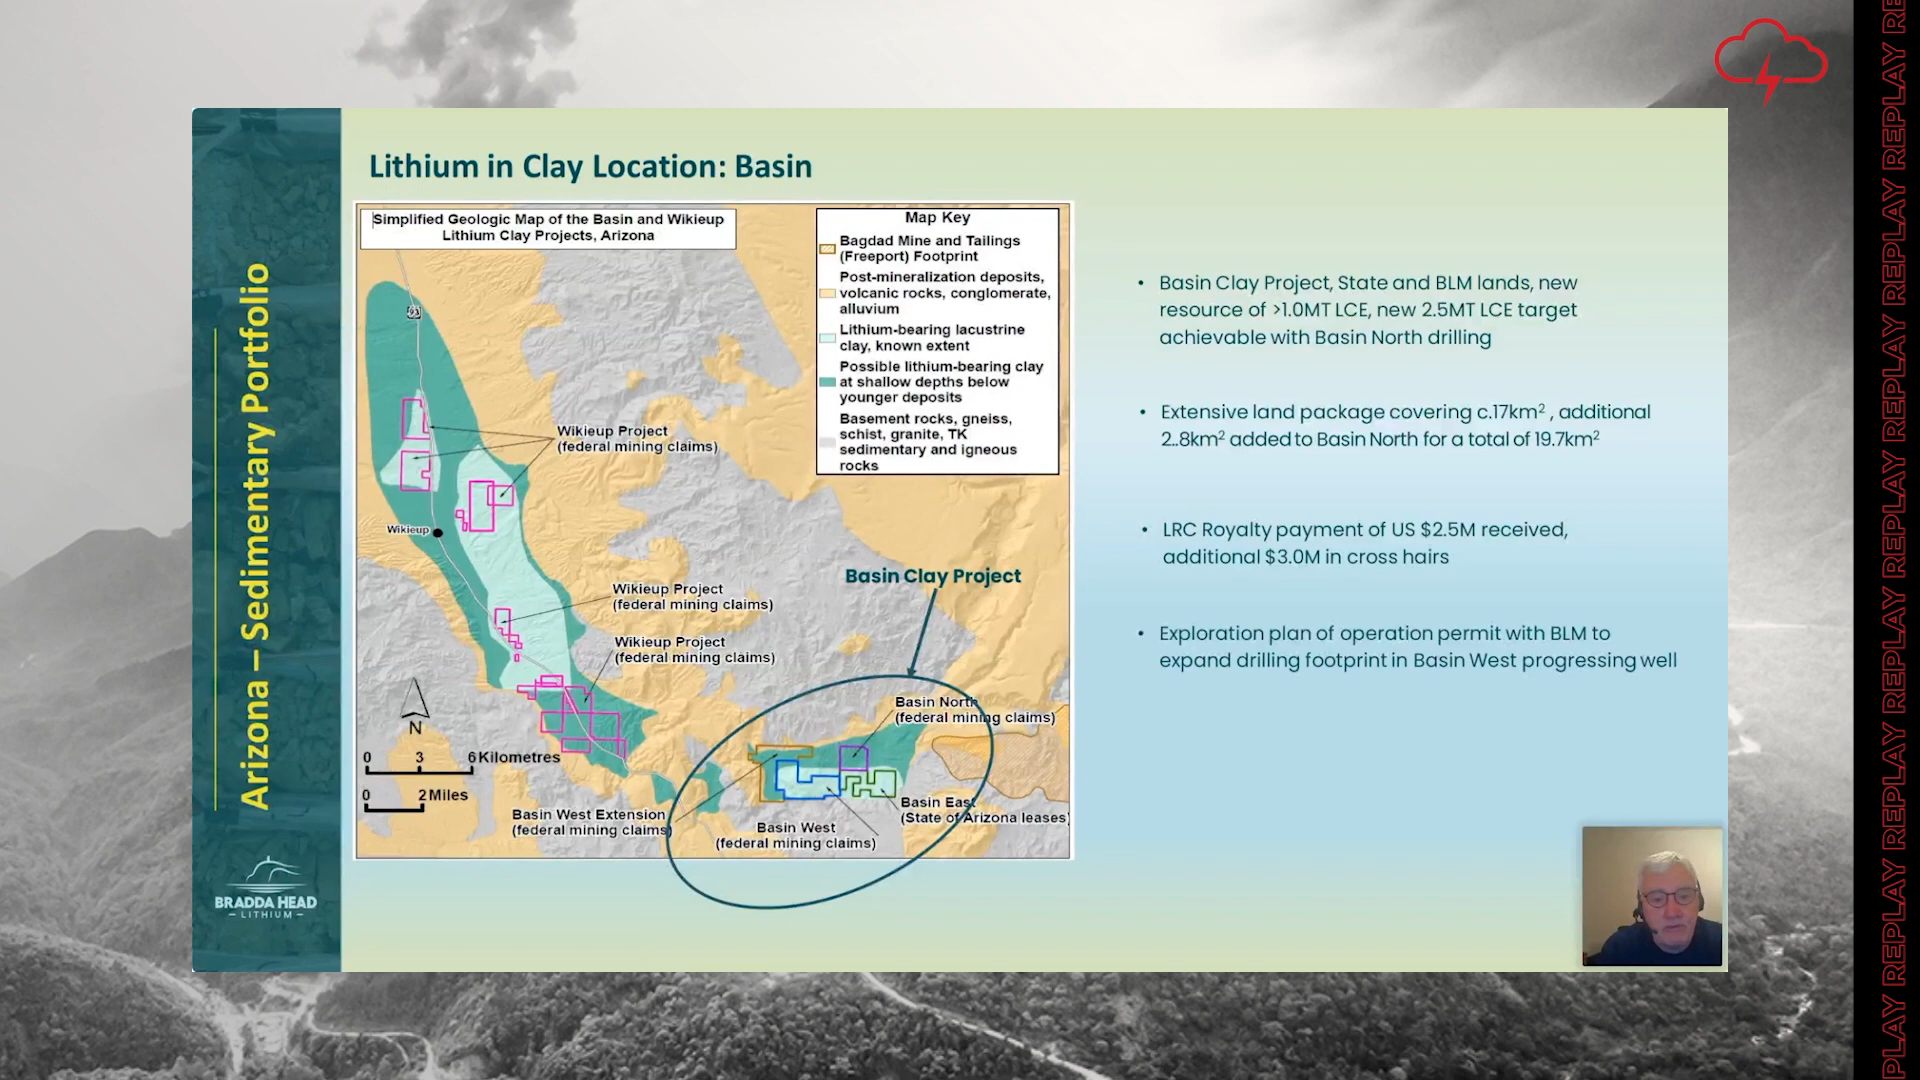 Lithium in Clay Location: Basin
Arizona – Sedimentary Portfolio
BRADDA HEAD
– LITHIUM –
Simplified Geologic Map of the Basin and Wikieup
Lithium Clay Projects, Arizona
Map Key
Bagdad Mine and Tailings
(Freeport) Footprint
Post-mineralization deposits,
volcanic rocks, conglomerate,
alluvium
Lithium-bearing lacustrine
clay, known extent
Possible lithium-bearing clay
at shallow depths below
younger deposits
Basement rocks, gneiss,
schist, granite, TK
sedimentary and igneous
rocks
93
Wikieup Project
(federal mining claims)
Wikieup
Wikieup Project
(federal mining claims)
Wikieup Project
(federal mining claims)
Basin Clay Project
N
0 3 6 Kilometres
0 2 Miles
Basin North
(federal mining claims)
Basin East
(State of Arizona leases)
Basin West Extension
(federal mining claims)
Basin West
(federal mining claims)
• Basin Clay Project, State and BLM lands, new
resource of >1.0MT LCE, new 2.5MT LCE target
achievable with Basin North drilling
• Extensive land package covering c.17km² , additional
2..8km² added to Basin North for a total of 19.7km²
• LRC Royalty payment of US $2.5M received,
additional $3.0M in cross hairs
• Exploration plan of operation permit with BLM to
expand drilling footprint in Basin West progressing well
PLAY REPLAY REPLAY REPLAY REPLAY REPLAY REPLAY REPLAY REPLAY RE